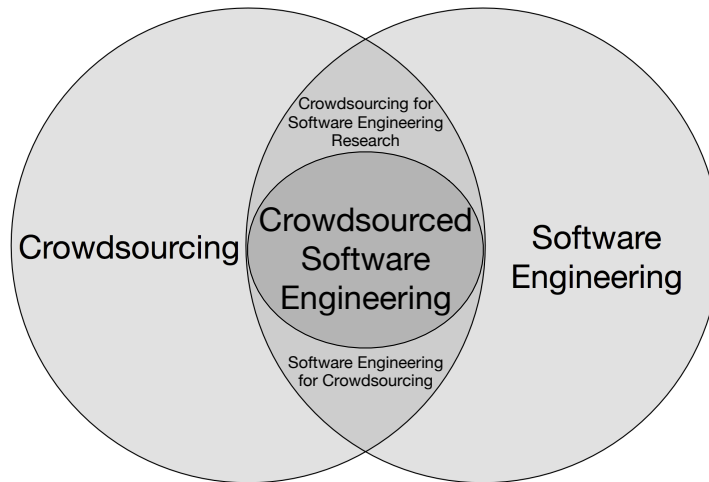 Crowdsourcing for
Software Engineering
Research
Crowdsourcing
Crowdsourced
Software
Engineering
Software
Engineering
Software Engineering
for Crowdsourcing